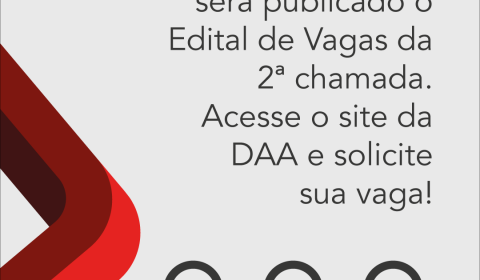 será publicado o
Edital de Vagas da
2ª chamada.
Acesse o site da
DAA e solicite
sua vaga!